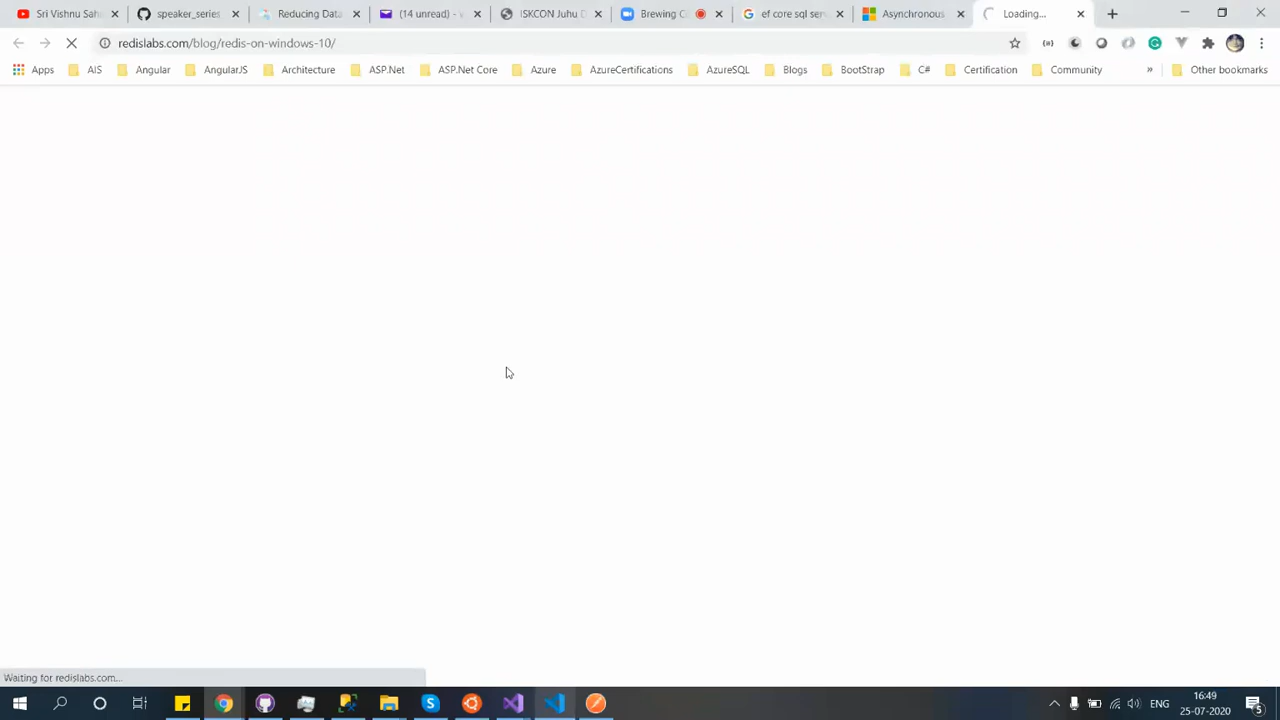 Sri Vishnu Sah
speaker_series
Reducing Data
(14 unread) - y
ISKCON Juhu D
Brewing C
ef core sql serv
Asynchronous
Loading...
redislabs.com/blog/redis-on-windows-10/
Apps
AIS
Angular
AngularJS
Architecture
ASP.Net
ASP.Net Core
Azure
AzureCertifications
AzureSQL
Blogs
BootStrap
C#
Certification
Community
»
Other bookmarks
Waiting for redislabs.com...
ENG
16:49
25-07-2020
5